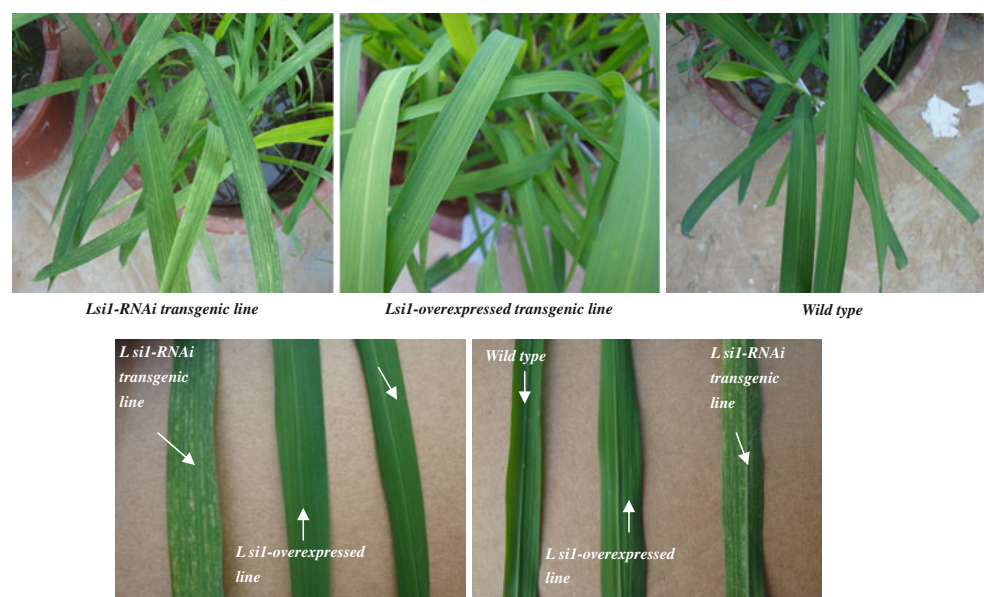 Lsi1-RNAi transgenic line
Lsi1-overexpressed transgenic line
Wild type
L si1-RNAi
transgenic
line
L si1-overexpressed
line
Wild type
L si1-overexpressed
line
L si1-RNAi
transgenic
line